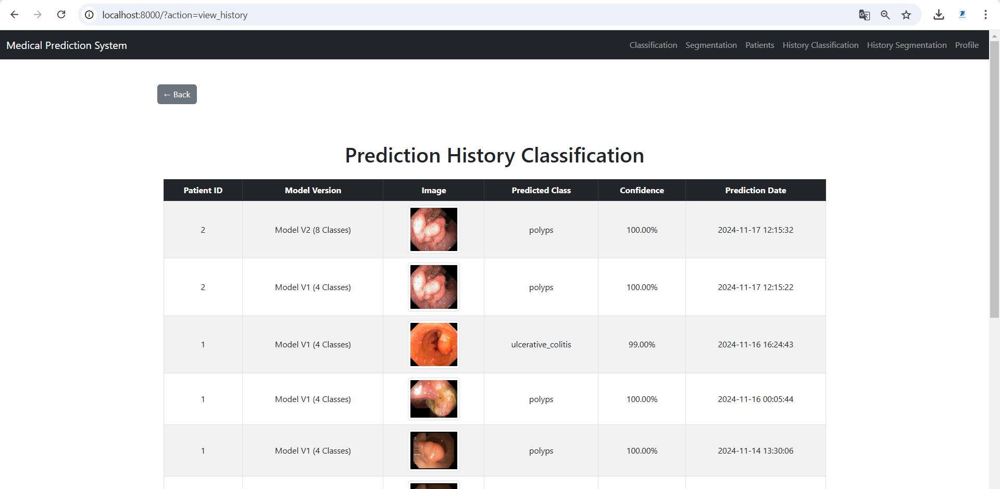 localhost:8000/?action=view_history
Medical Prediction System
Classification Segmentation Patients History Classification History Segmentation Profile
← Back
Prediction History Classification
Patient ID Model Version Image Predicted Class Confidence Prediction Date
2 Model V2 (8 Classes) polyps 100.00% 2024-11-17 12:15:32
2 Model V1 (4 Classes) polyps 100.00% 2024-11-17 12:15:22
1 Model V1 (4 Classes) ulcerative_colitis 99.00% 2024-11-16 16:24:43
1 Model V1 (4 Classes) polyps 100.00% 2024-11-16 00:05:44
1 Model V1 (4 Classes) polyps 100.00% 2024-11-14 13:30:06